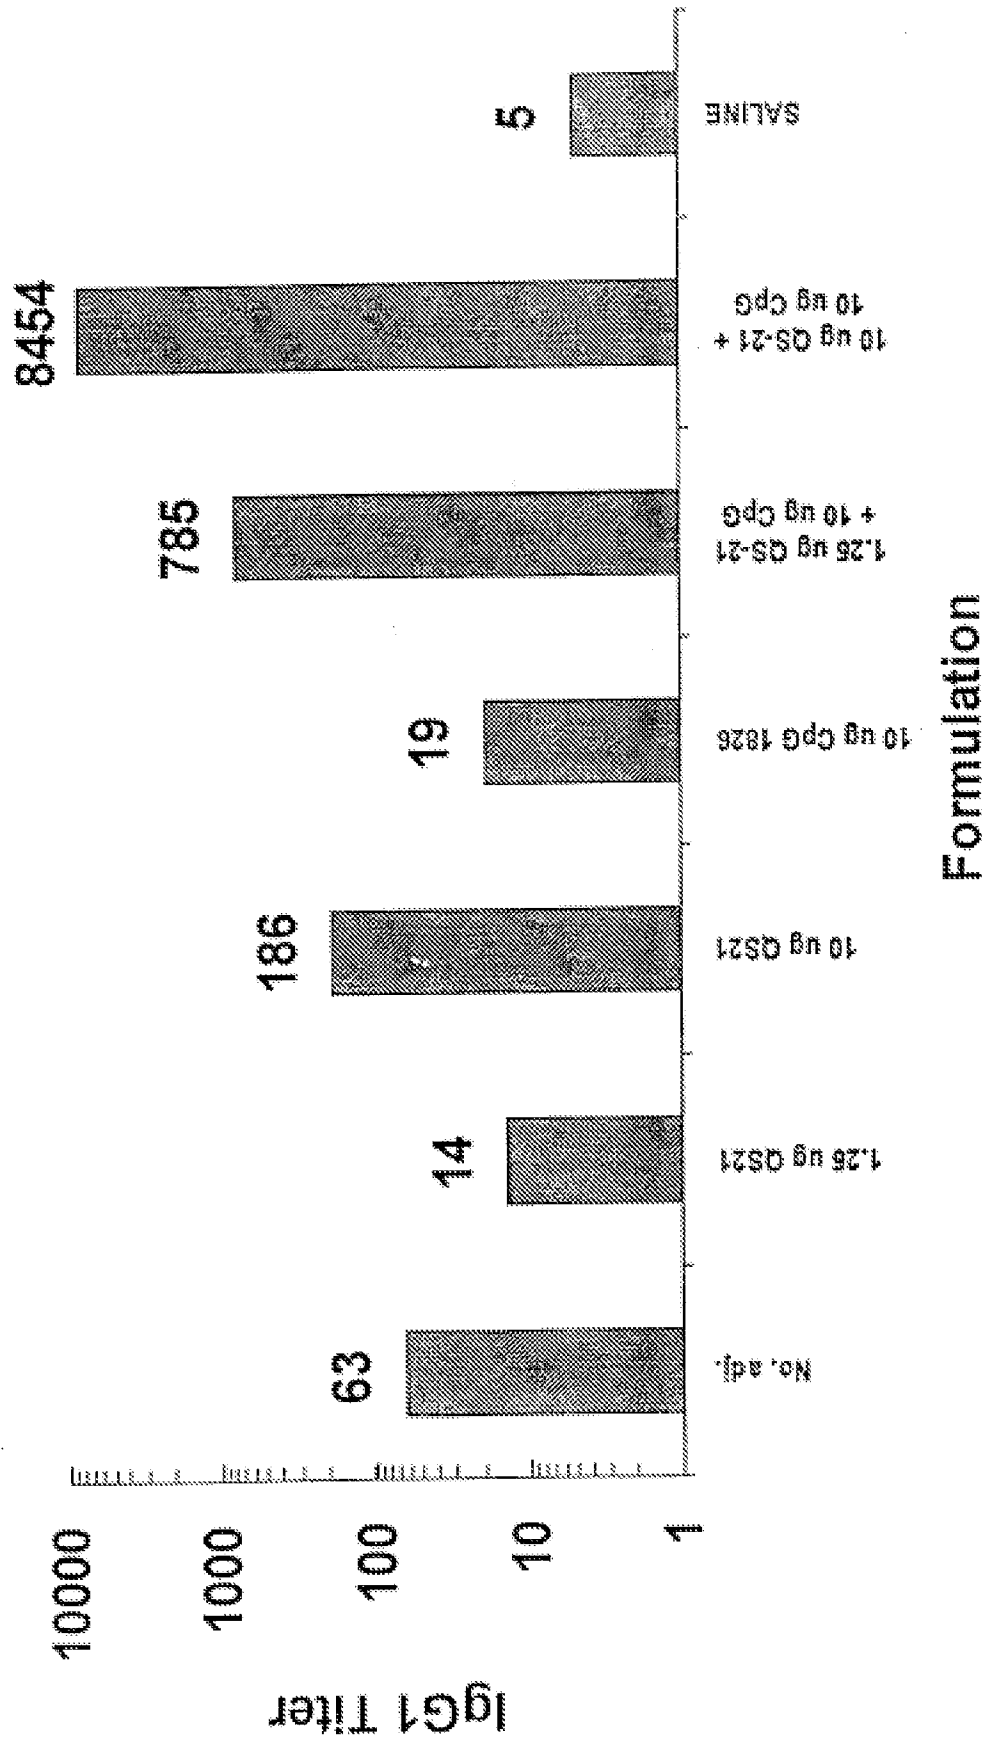 IgG1 Titer
10000
1000
100
10
1
63
14
186
19
785
8454
5
No. adj.
1.25 ug QS21
10 ug QS21
10 ug CpG 1826
1.25 ug QS-21
+ 10 ug CpG
10 ug QS-21 +
10 ug CpG
SALINE
Formulation